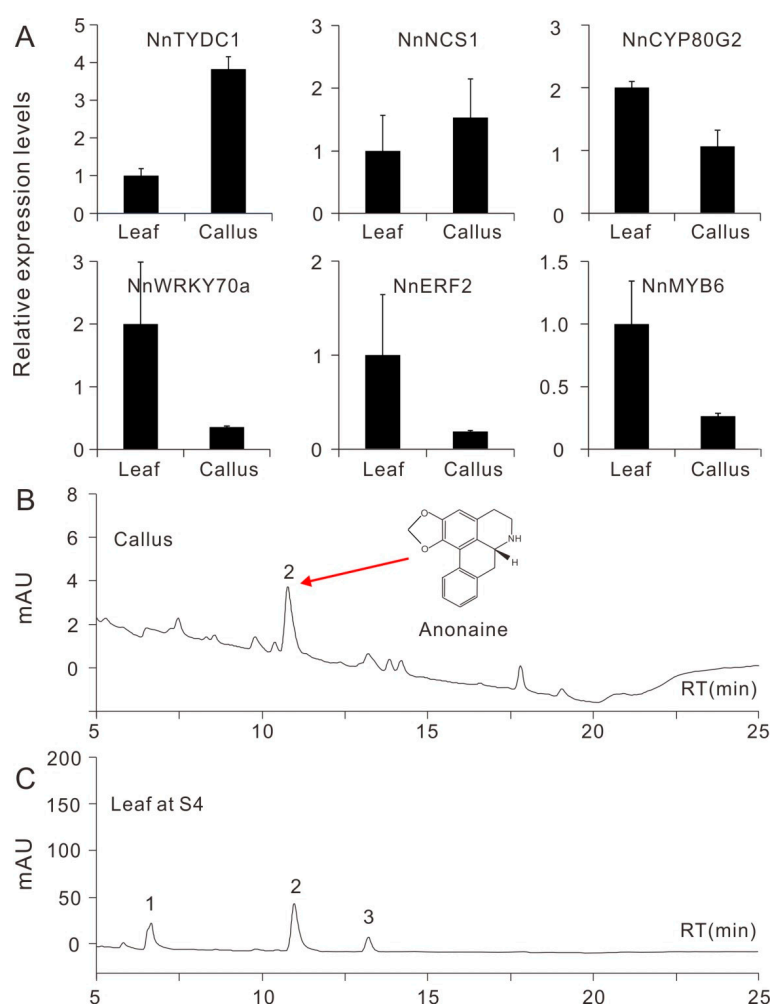 A
Relative expression levels
NnTYDC1
5
4
3
2
1
0
Leaf Callus
NnNCS1
3
2
1
0
Leaf Callus
NnCYP80G2
3
2
1
0
Leaf Callus
NnWRKY70a
3
2
1
0
Leaf Callus
NnERF2
2
1
0
Leaf Callus
NnMYB6
1.5
1.0
0.5
0.0
Leaf Callus
B
mAU
8
6
4
2
0
Callus
2
O
O
NH
H
Anonaine
RT(min)
5 10 15 20 25
C
mAU
200
150
100
50
0
Leaf at S4
1 2 3
RT(min)
5 10 15 20 25